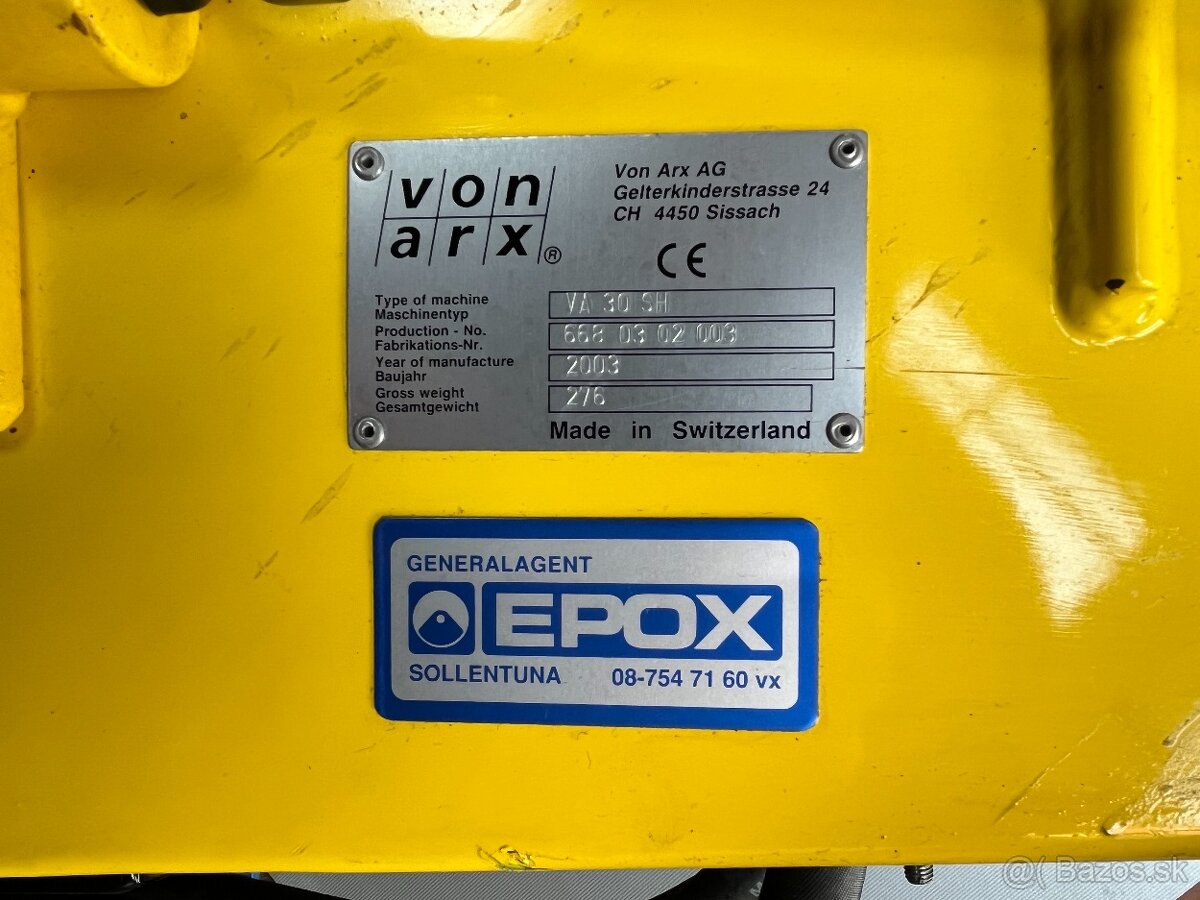 von
arx®
Von Arx AG
Gelterkinderstrasse 24
CH 4450 Sissach
CE
Type of machine
Maschinentyp
VA 30 SH
Production - No.
Fabrikations-Nr.
668 03 02 003
Year of manufacture
Baujahr
2003
Gross weight
Gesamtgewicht
276
Made in Switzerland
GENERALAGENT
EPOX
SOLLENTUNA 08-754 71 60 vx
@( Bazos.sk